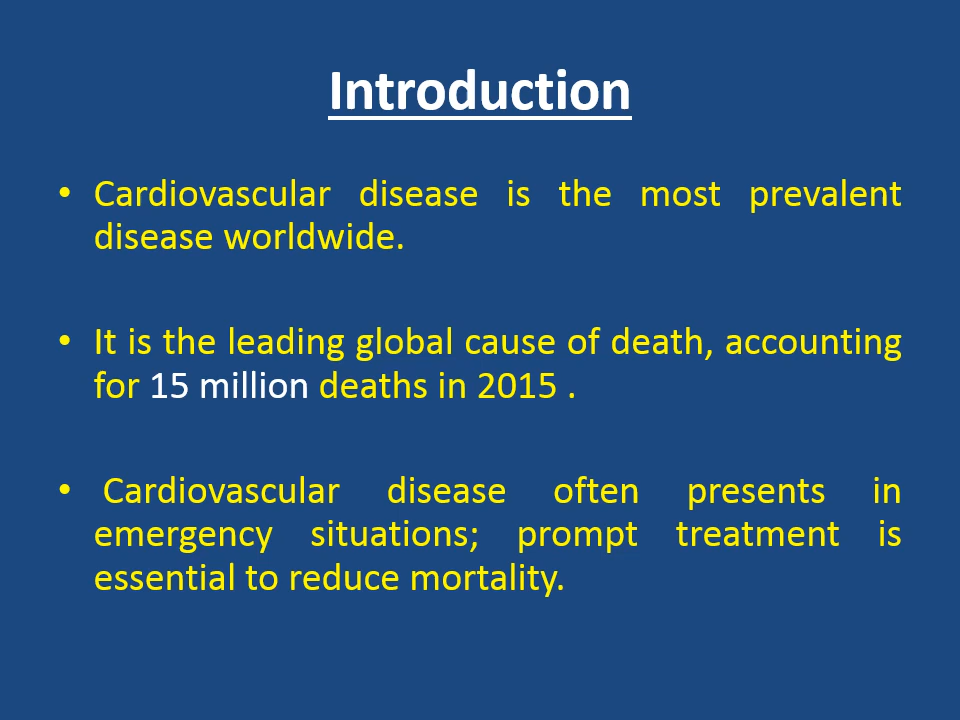 Introduction
• Cardiovascular disease is the most prevalent
disease worldwide.
• It is the leading global cause of death, accounting
for 15 million deaths in 2015 .
• Cardiovascular disease often presents in
emergency situations; prompt treatment is
essential to reduce mortality.